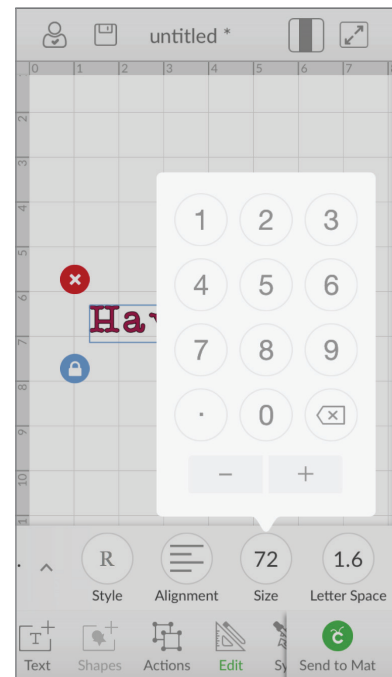 untitled *
0 1 2 3 4 5 6 7
2
3
4
5
6
7
8
9
10
11
1 2 3
4 5 6
7 8 9
. 0
− +
Hav
R
72
1.6
Style Alignment Size Letter Space
Text Shapes Actions Edit Sy Send to Mat